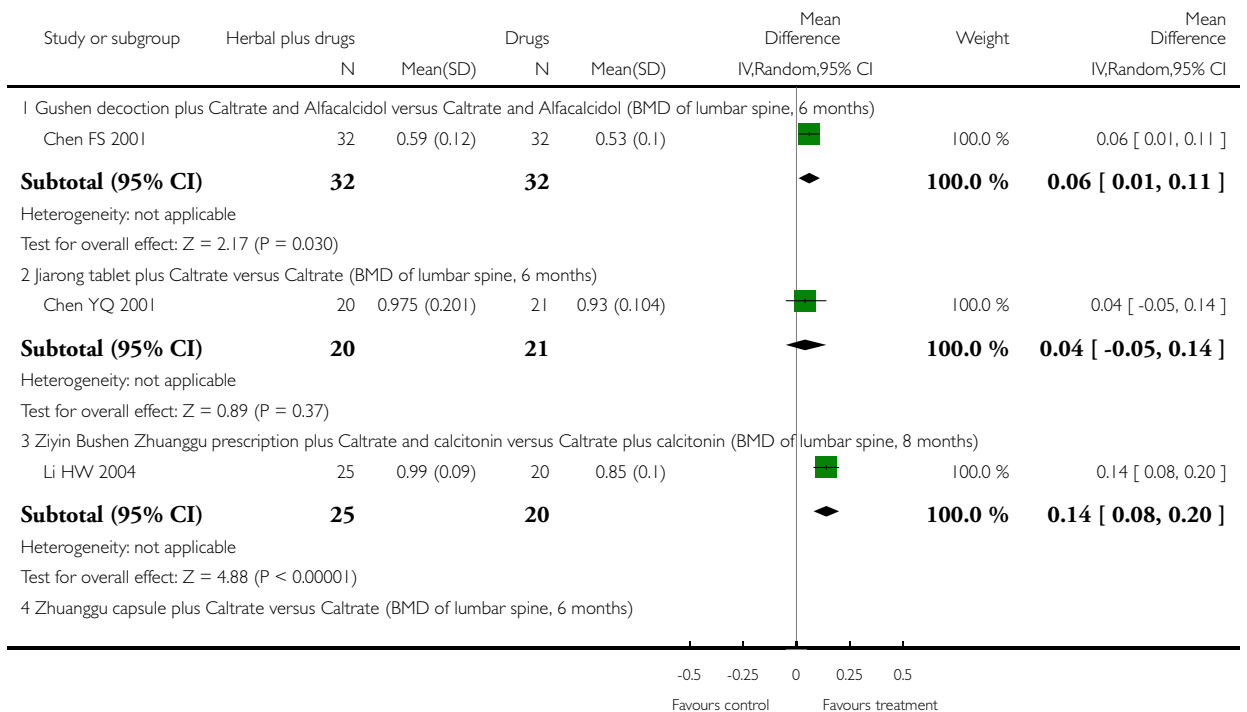 Mean Mean
Study or subgroup Herbal plus drugs Drugs Difference Weight Difference
N Mean(SD) N Mean(SD) IV,Random,95% CI IV,Random,95% CI
1 Gushen decoction plus Caltrate and Alfacalcidol versus Caltrate and Alfacalcidol (BMD of lumbar spine, 6 months)
Chen FS 2001 32 0.59 (0.12) 32 0.53 (0.1) 100.0 % 0.06 [ 0.01, 0.11 ]
Subtotal (95% CI) 32 32 100.0 % 0.06 [ 0.01, 0.11 ]
Heterogeneity: not applicable
Test for overall effect: Z = 2.17 (P = 0.030)
2 Jiarong tablet plus Caltrate versus Caltrate (BMD of lumbar spine, 6 months)
Chen YQ 2001 20 0.975 (0.201) 21 0.93 (0.104) 100.0 % 0.04 [ -0.05, 0.14 ]
Subtotal (95% CI) 20 21 100.0 % 0.04 [ -0.05, 0.14 ]
Heterogeneity: not applicable
Test for overall effect: Z = 0.89 (P = 0.37)
3 Ziyin Bushen Zhuanggu prescription plus Caltrate and calcitonin versus Caltrate plus calcitonin (BMD of lumbar spine, 8 months)
Li HW 2004 25 0.99 (0.09) 20 0.85 (0.1) 100.0 % 0.14 [ 0.08, 0.20 ]
Subtotal (95% CI) 25 20 100.0 % 0.14 [ 0.08, 0.20 ]
Heterogeneity: not applicable
Test for overall effect: Z = 4.88 (P < 0.00001)
4 Zhuanggu capsule plus Caltrate versus Caltrate (BMD of lumbar spine, 6 months)
-0.5 -0.25 0 0.25 0.5
Favours control Favours treatment